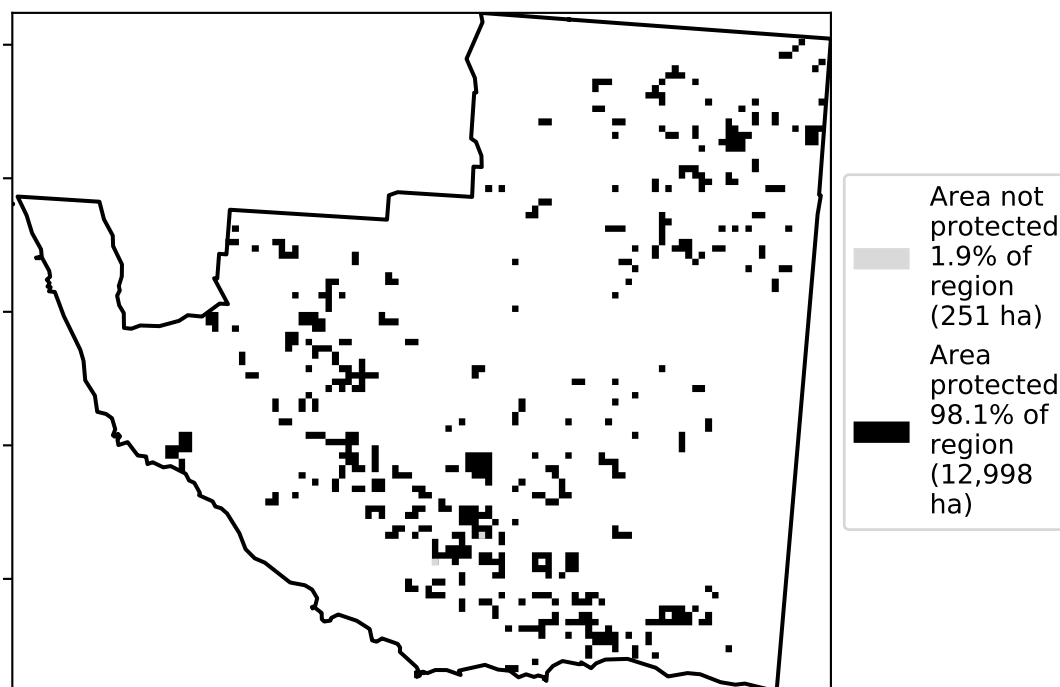 Area not
protected
1.9% of
region
(251 ha)
Area
protected
98.1% of
region
(12,998
ha)